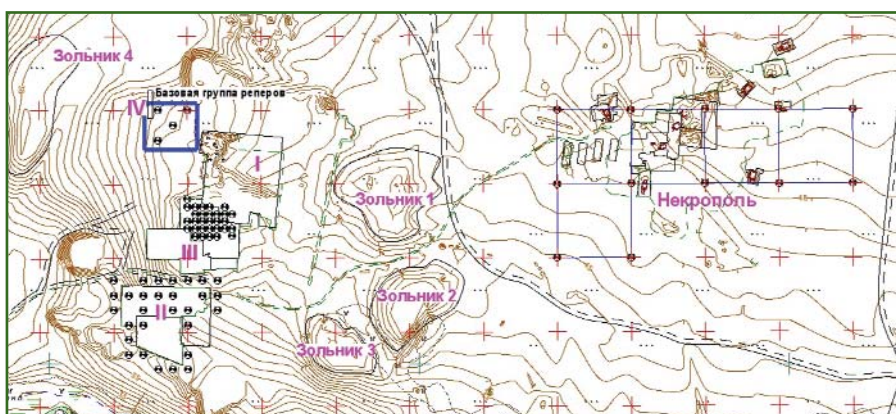 Зольник 4
Базовая группа реперов
IV
I
Зольник 1
Некрополь
III
Зольник 2
II
Зольник 3